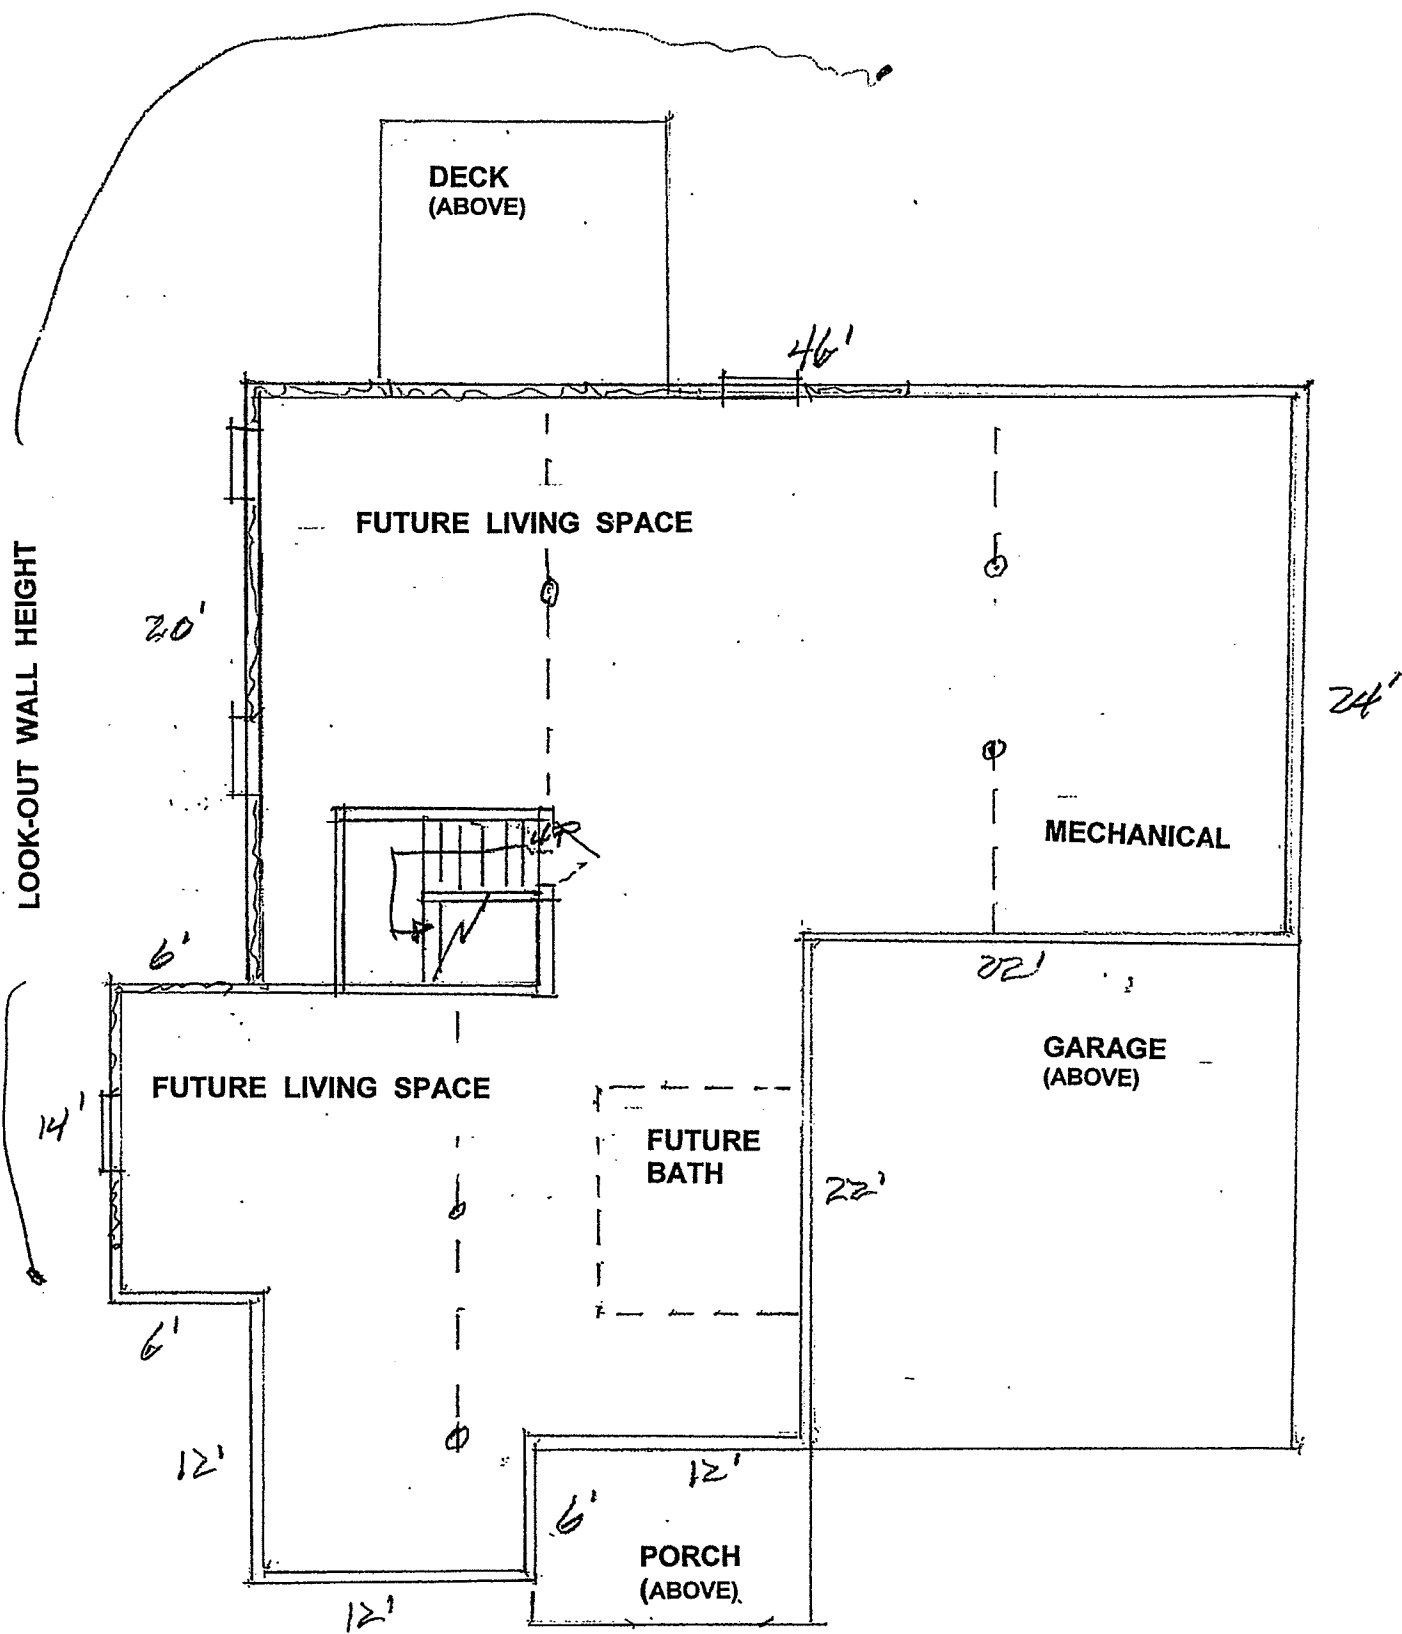 DECK
(ABOVE)
46'
FUTURE LIVING SPACE
LOOK-OUT WALL HEIGHT
20'
24'
UP
MECHANICAL
6'
22'
GARAGE
(ABOVE)
FUTURE LIVING SPACE
14'
FUTURE
BATH
22'
6'
12'
12'
6'
PORCH
(ABOVE)
12'